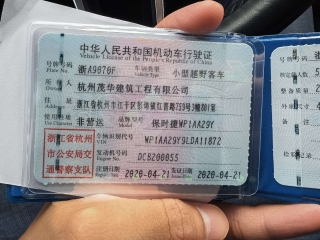 中华人民共和国机动车行驶证
Vehicle License of the People's Republic of China
号牌号码 浙A9076F 车辆类型 小型越野客车
Plate No. Vehicle Type
所有人 杭州茂华建筑工程有限公司
Owner
住址
Address
使用性质 非营运 品牌型号 保时捷WP1AA29Y
Use Character Model
浙江省杭州
市公安局交
通警察支队
车辆识别代号 WP1AA29Y9LDA11872
VIN
发动机号码 DCB200055
Engine No.
注册日期 2020-04-21 发证日期 2020-04-21